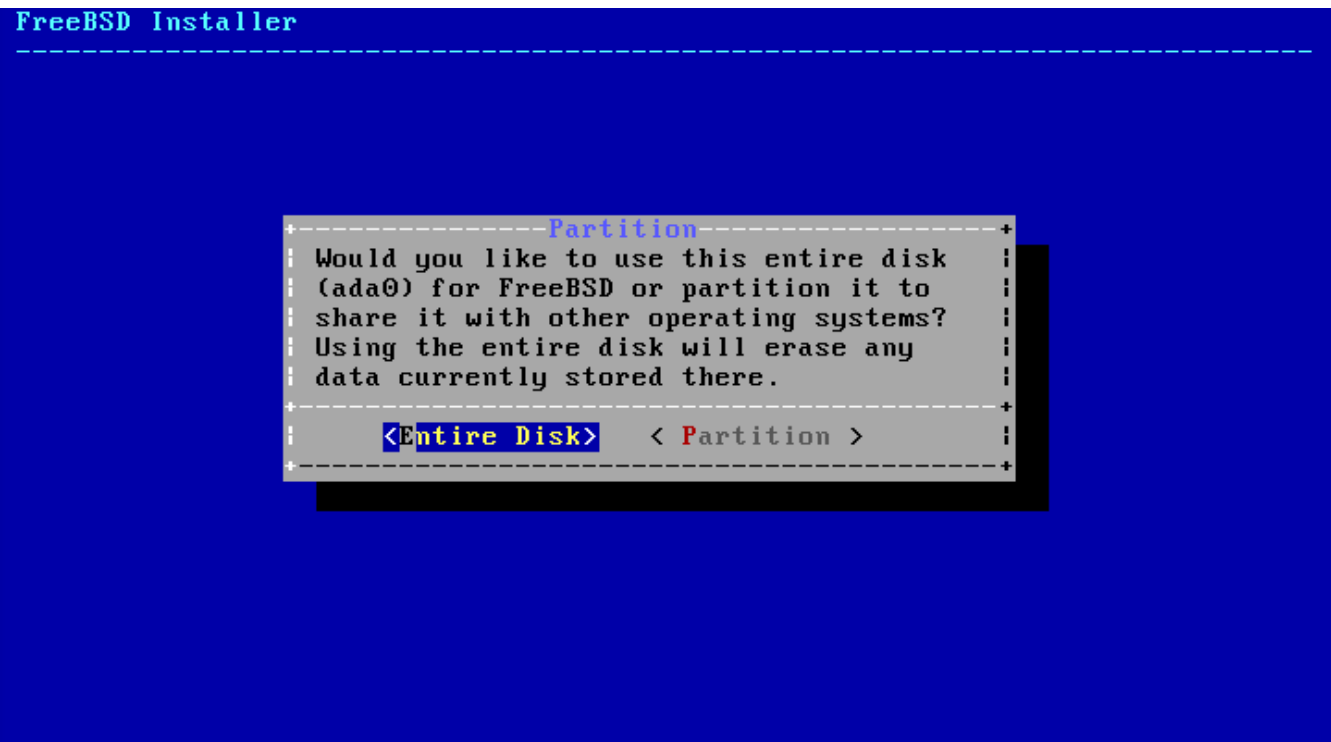 FreeBSD Installer
Partition
Would you like to use this entire disk
(ada0) for FreeBSD or partition it to
share it with other operating systems?
Using the entire disk will erase any
data currently stored there.
<Entire Disk> < Partition >